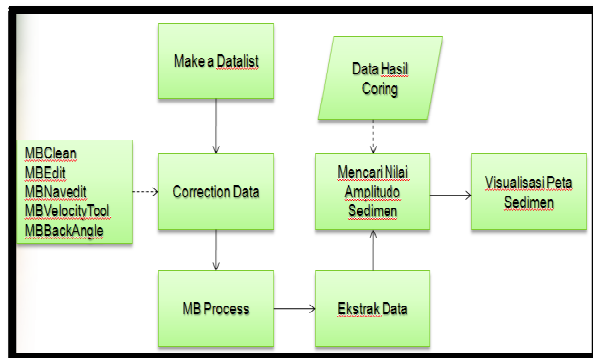 Make a Datalist
Data Hasil
Coring
MBClean
MBEdit
MBNavedit
MBVelocityTool
MBBackAngle
Correction Data
Mencari Nilai
Amplitudo
Sedimen
Visualisasi Peta
Sedimen
MB Process
Ekstrak Data